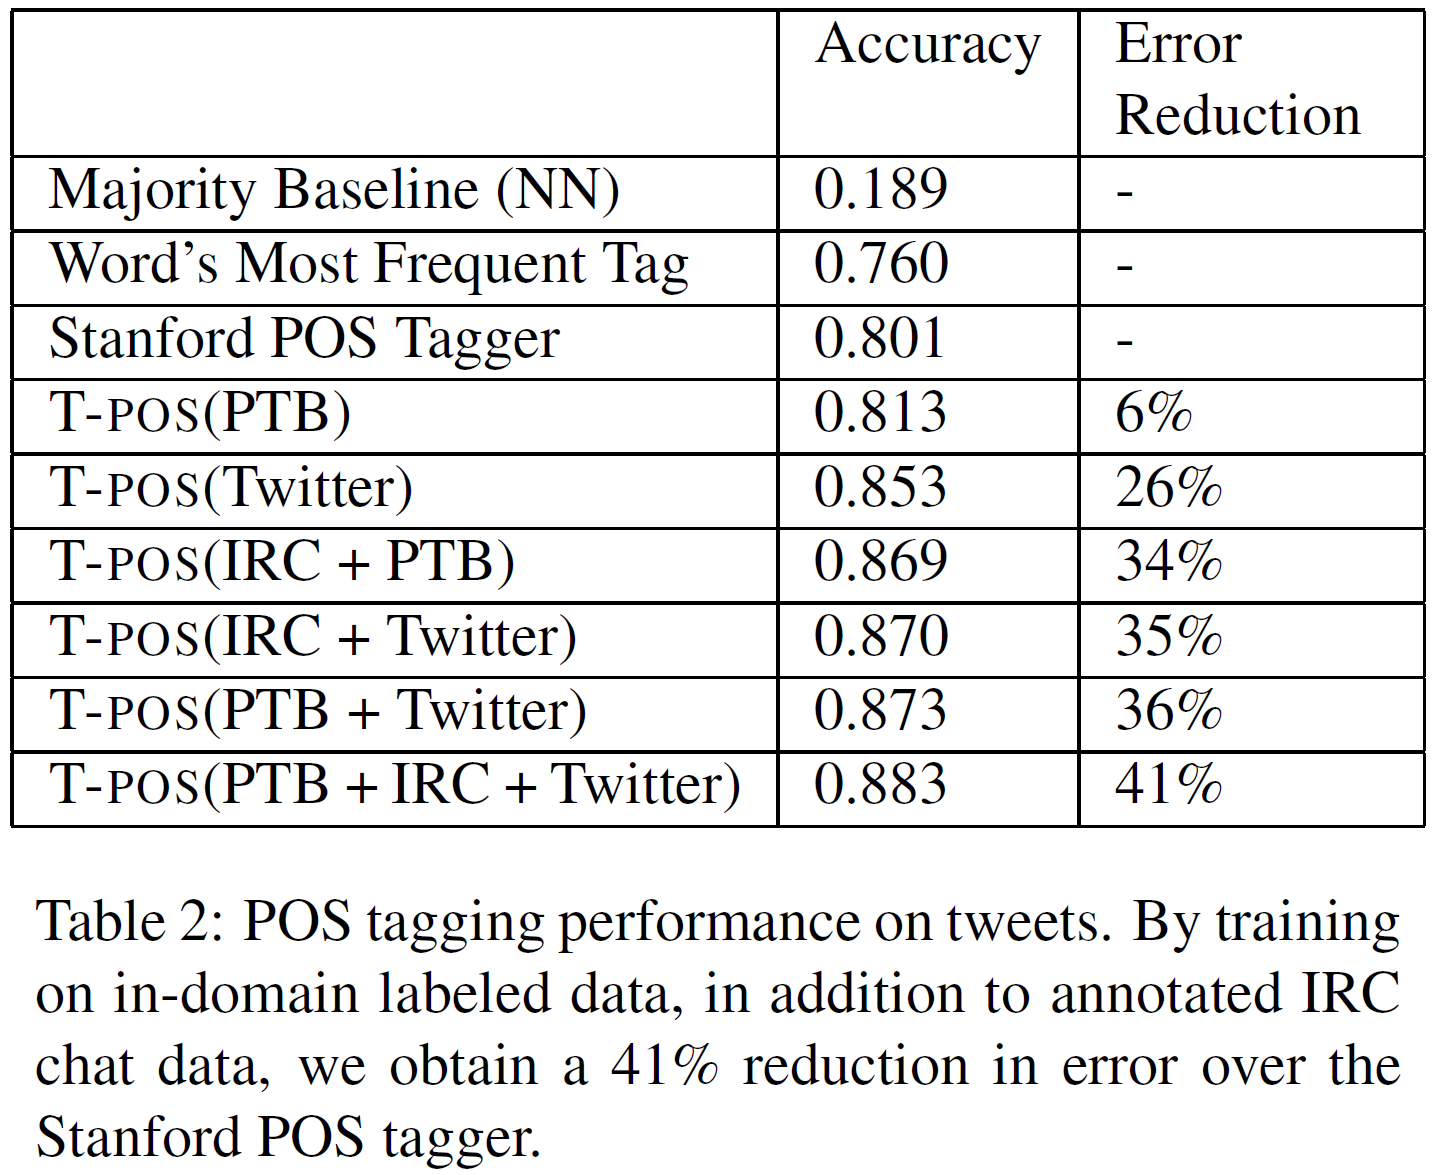 Accuracy Error
Reduction
Majority Baseline (NN) 0.189 -
Word’s Most Frequent Tag 0.760 -
Stanford POS Tagger 0.801 -
T-POS(PTB) 0.813 6%
T-POS(Twitter) 0.853 26%
T-POS(IRC + PTB) 0.869 34%
T-POS(IRC + Twitter) 0.870 35%
T-POS(PTB + Twitter) 0.873 36%
T-POS(PTB + IRC + Twitter) 0.883 41%
Table 2: POS tagging performance on tweets. By training
on in-domain labeled data, in addition to annotated IRC
chat data, we obtain a 41% reduction in error over the
Stanford POS tagger.